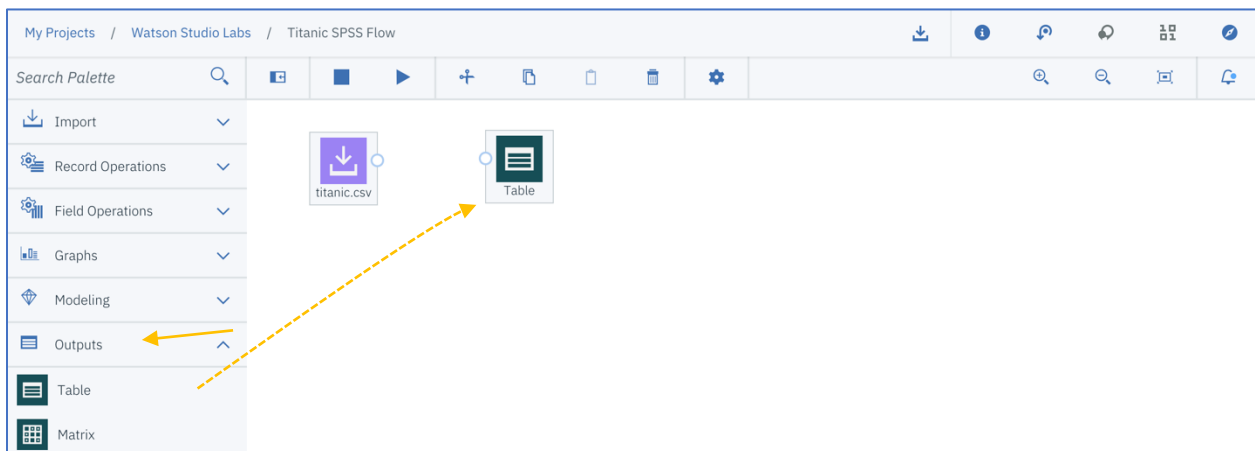 My Projects / Watson Studio Labs / Titanic SPSS Flow
Search Palette
Import
Record Operations
Field Operations
Graphs
Modeling
Outputs
Table
Matrix
titanic.csv
Table